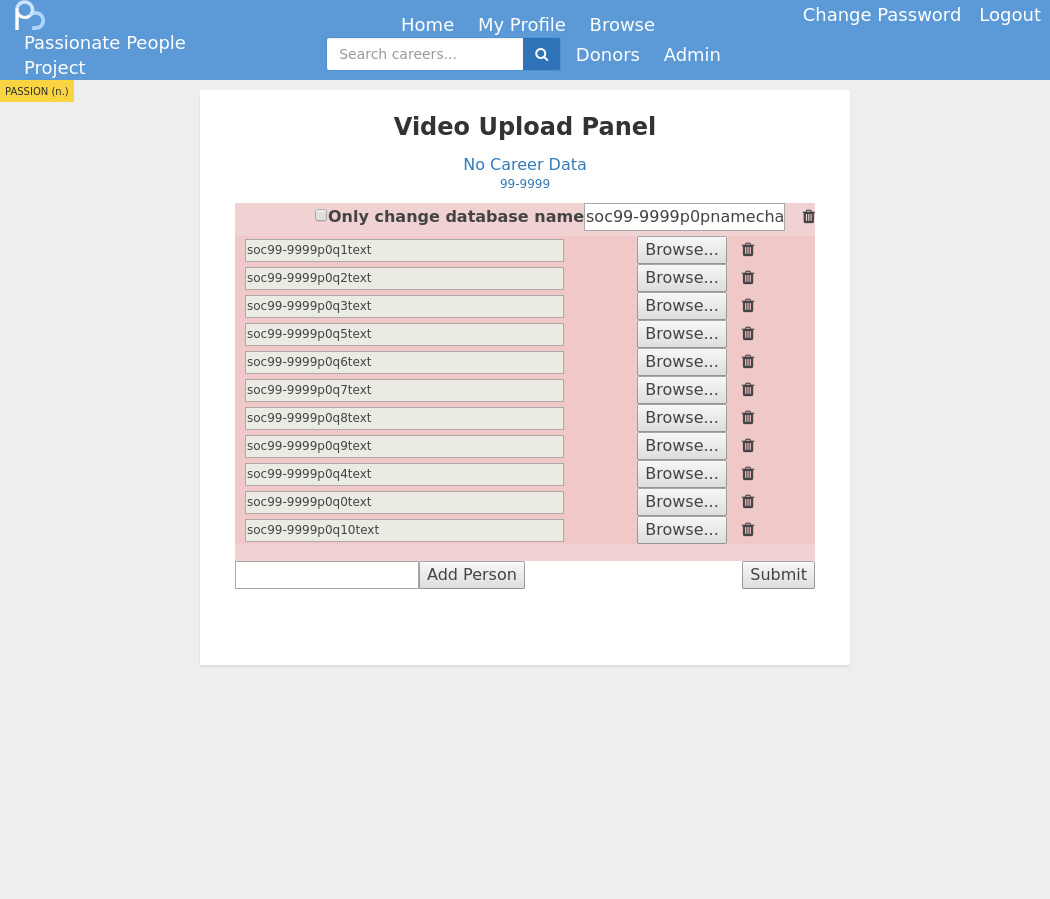 Home My Profile Browse
Change Password Logout
Passionate People
Project
Search careers...
Donors Admin
PASSION (n.)
Video Upload Panel
No Career Data
99-9999
Only change database name soc99-9999p0pnamecha
soc99-9999p0q1text Browse...
soc99-9999p0q2text Browse...
soc99-9999p0q3text Browse...
soc99-9999p0q5text Browse...
soc99-9999p0q6text Browse...
soc99-9999p0q7text Browse...
soc99-9999p0q8text Browse...
soc99-9999p0q9text Browse...
soc99-9999p0q4text Browse...
soc99-9999p0q0text Browse...
soc99-9999p0q10text Browse...
Add Person Submit